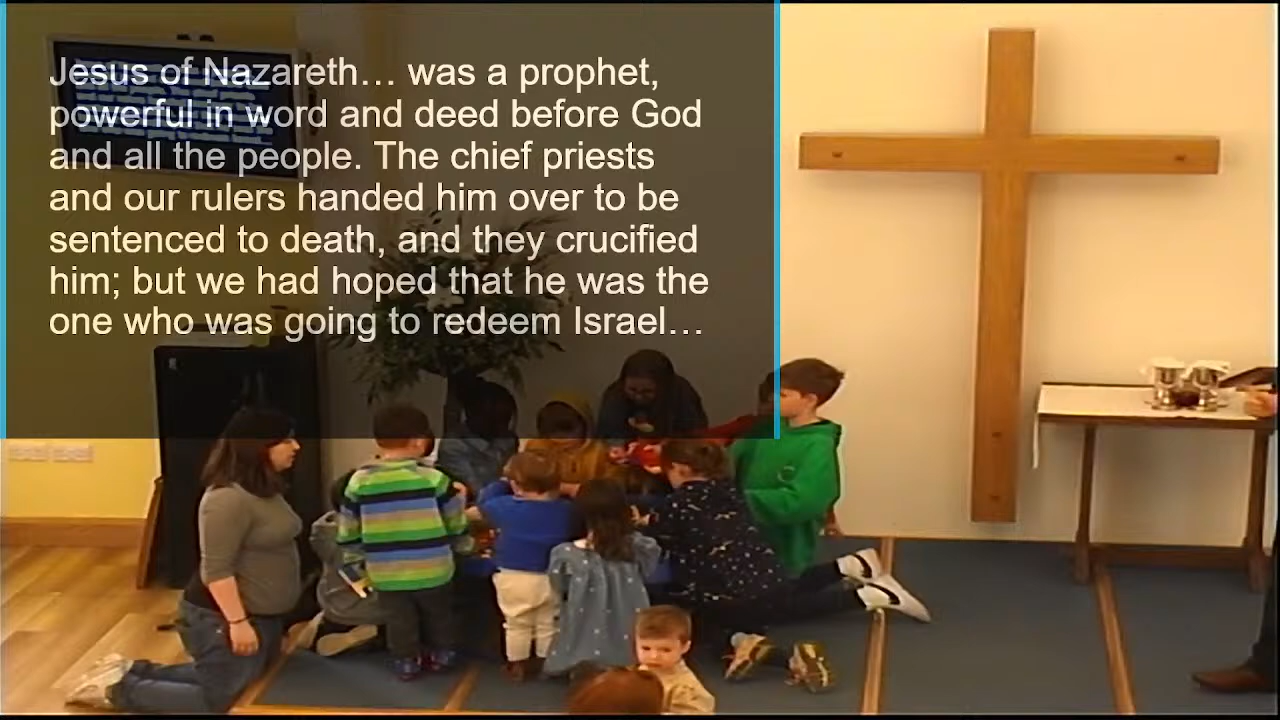 Jesus of Nazareth… was a prophet,
powerful in word and deed before God
and all the people. The chief priests
and our rulers handed him over to be
sentenced to death, and they crucified
him; but we had hoped that he was the
one who was going to redeem Israel…